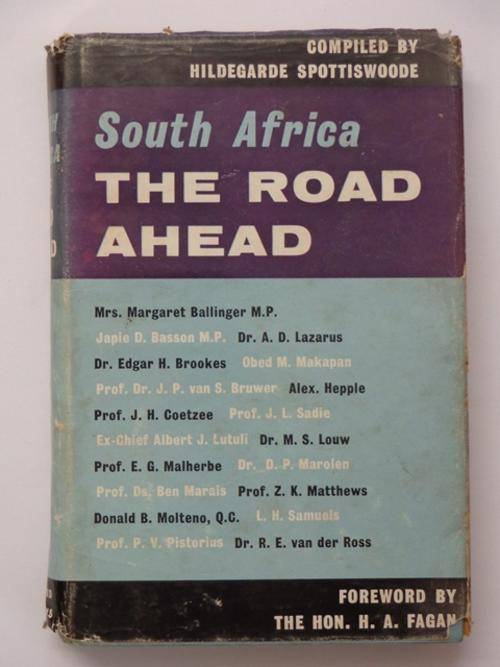 COMPILED BY
HILDEGARDE SPOTTISWOODE
South Africa
THE ROAD
AHEAD
Mrs. Margaret Ballinger M.P.
Japie D. Basson M.P. Dr. A. D. Lazarus
Dr. Edgar H. Brookes Obed M. Makapan
Prof. Dr. J. P. van S. Bruwer Alex. Hepple
Prof. J. H. Coetzee Prof. J. L. Sadie
Ex-Chief Albert J. Lutuli Dr. M. S. Louw
Prof. E. G. Malherbe Dr. D. P. Marolen
Prof. Ds. Ben Marais Prof. Z. K. Matthews
Donald B. Molteno, Q.C. L. H. Samuels
Prof. P. V. Pistorius Dr. R. E. van der Ross
FOREWORD BY
THE HON. H. A. FAGAN